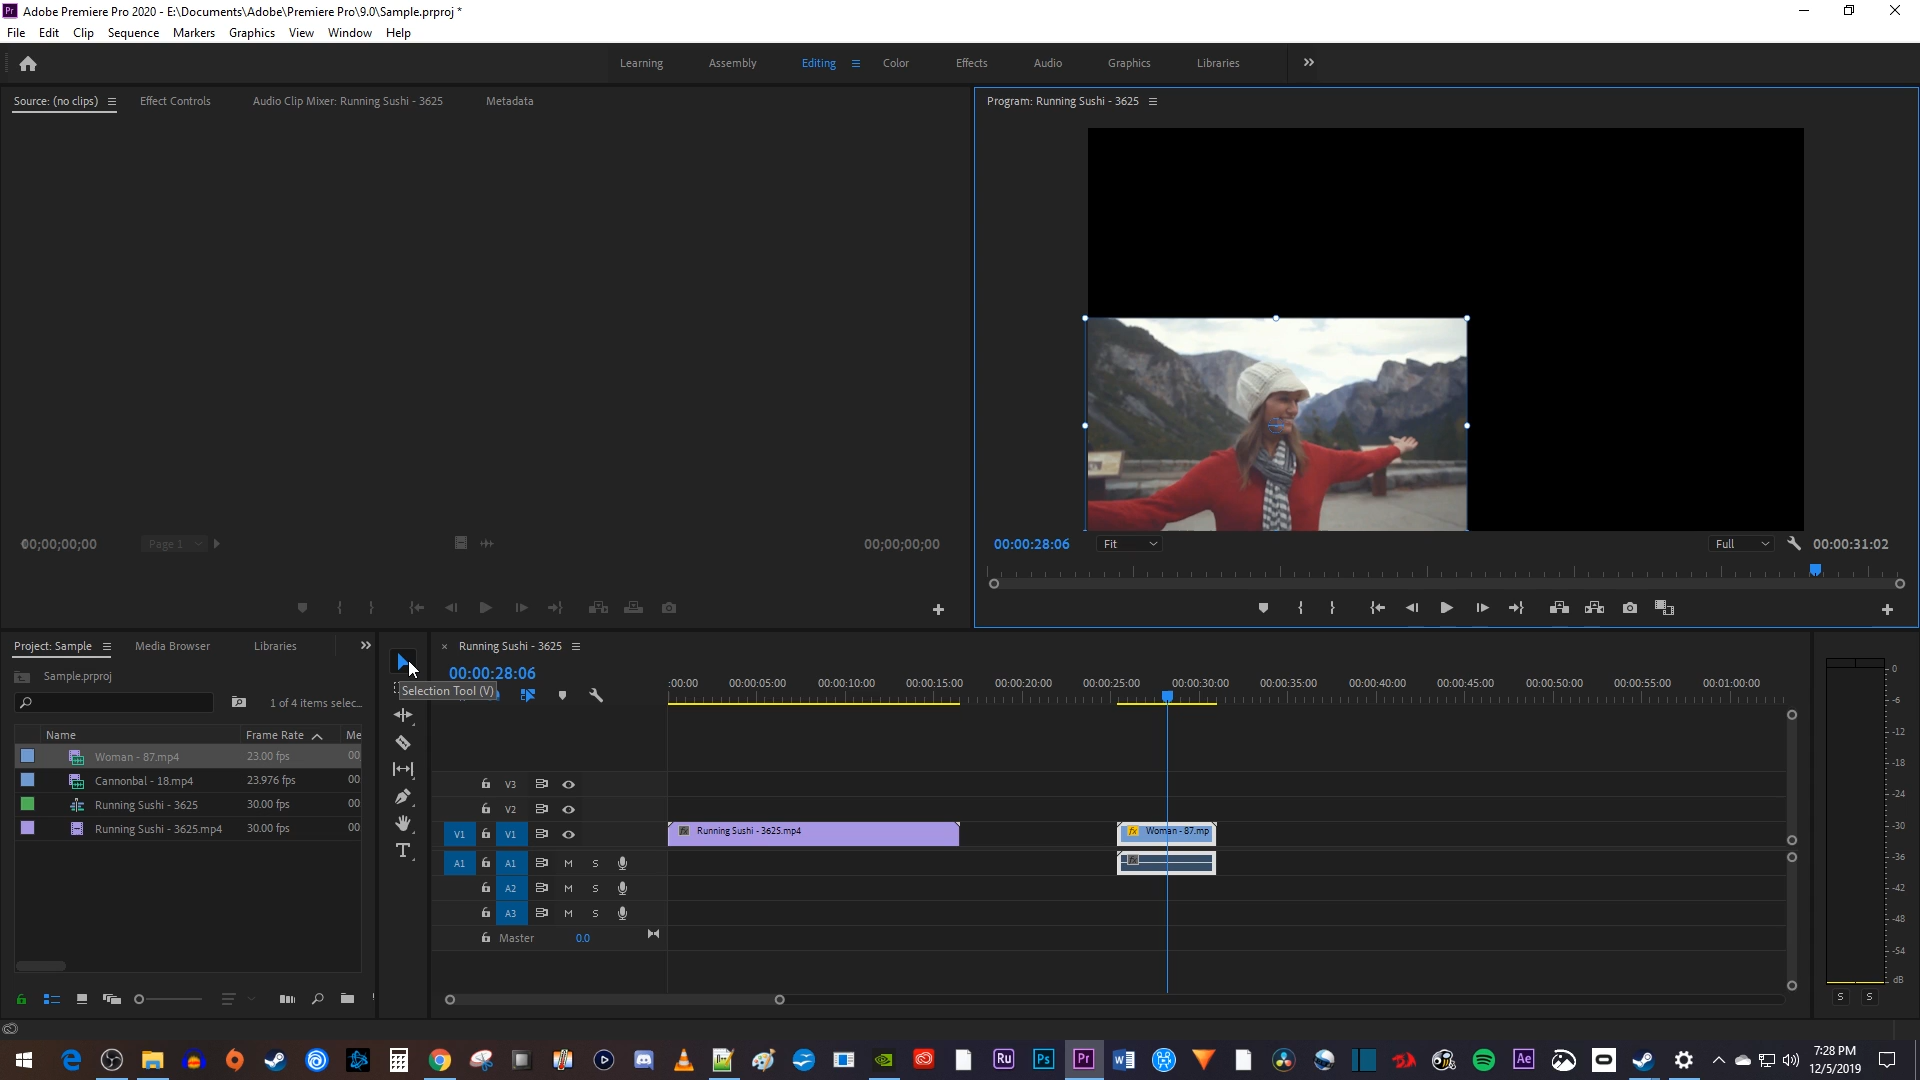 Pr Adobe Premiere Pro 2020 - E:\Documents\Adobe\Premiere Pro\9.0\Sample.prproj *
File Edit Clip Sequence Markers Graphics View Window Help
Learning Assembly Editing Color Effects Audio Graphics Libraries
Source: (no clips) Effect Controls Audio Clip Mixer: Running Sushi - 3625 Metadata
Program: Running Sushi - 3625
00;00;00;00 Page 1 00;00;00;00
00:00:28:06 Fit Full 00:00:31:02
Project: Sample Media Browser Libraries
Sample.prproj
1 of 4 items selec...
Name Frame Rate Me
Woman - 87.mp4 23.00 fps 00
Cannonbal - 18.mp4 23.976 fps 00
Running Sushi - 3625 30.00 fps 00
Running Sushi - 3625.mp4 30.00 fps 00
Selection Tool (V)
Running Sushi - 3625
00:00:28:06
:00:00 00:00:05:00 00:00:10:00 00:00:15:00 00:00:20:00 00:00:25:00 00:00:30:00 00:00:35:00 00:00:40:00 00:00:45:00 00:00:50:00 00:00:55:00 00:01:00:00
V3
V2
V1 V1 fx Running Sushi - 3625.mp4 fx Woman - 87.mp
A1 A1 M S fx
A2 M S
A3 M S
Master 0.0
0
-6
-12
-18
-24
-30
-36
-42
-48
-54
dB
S S
Ru Ps Pr Ae
7:28 PM
12/5/2019